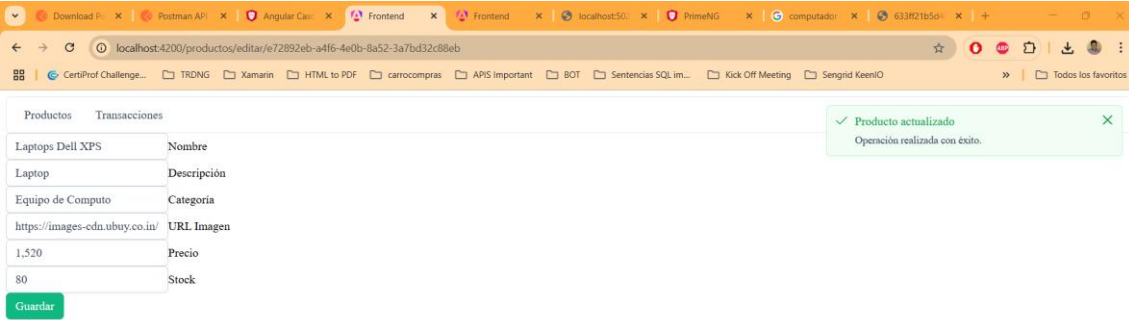 Download Po
Postman API
Angular Cas
Frontend
Frontend
localhost:502
PrimeNG
computador
633ff21b5d4
localhost:4200/productos/editar/e72892eb-a4f6-4e0b-8a52-3a7bd32c88eb
CertiProf Challenge... TRDNG Xamarin HTML to PDF carrocompras APIS Important BOT Sentencias SQL im... Kick Off Meeting Sengrid KeenIO » Todos los favoritos
Productos Transacciones
Producto actualizado
Operación realizada con éxito.
Laptops Dell XPS Nombre
Laptop Descripción
Equipo de Computo Categoría
https://images-cdn.ubuy.co.in/ URL Imagen
1,520 Precio
80 Stock
Guardar